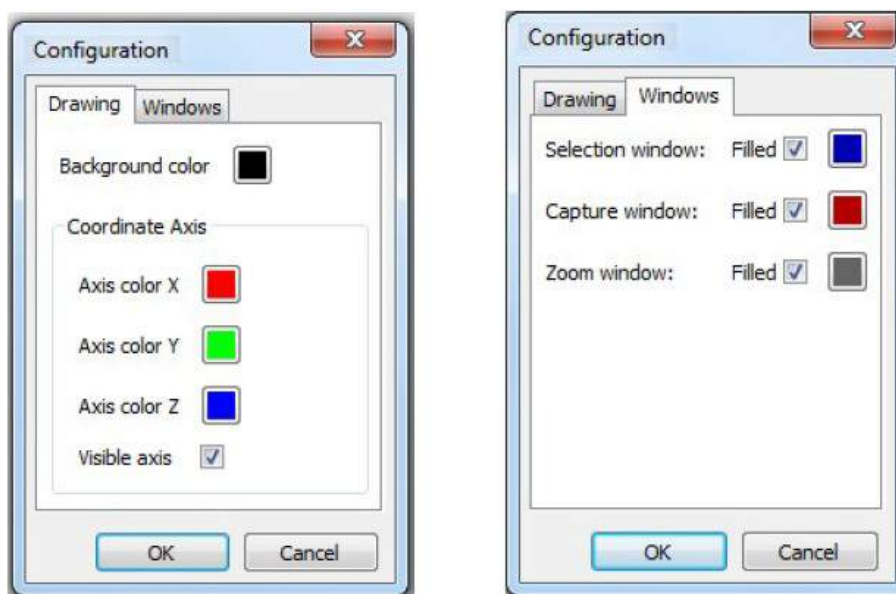 Configuration
Drawing Windows
Background color
Coordinate Axis
Axis color X
Axis color Y
Axis color Z
Visible axis
OK Cancel
Configuration
Drawing Windows
Selection window: Filled
Capture window: Filled
Zoom window: Filled
OK Cancel